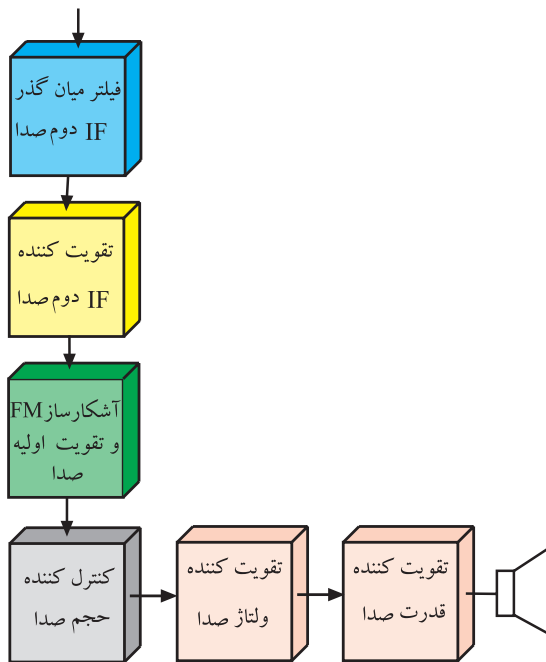 فیلتر میان گذر
IF دوم صدا
تقویت کننده
IF دوم صدا
آشکارساز FM
و تقویت اولیه
صدا
کنترل کننده
حجم صدا
تقویت کننده
ولتاژ صدا
تقویت کننده
قدرت صدا